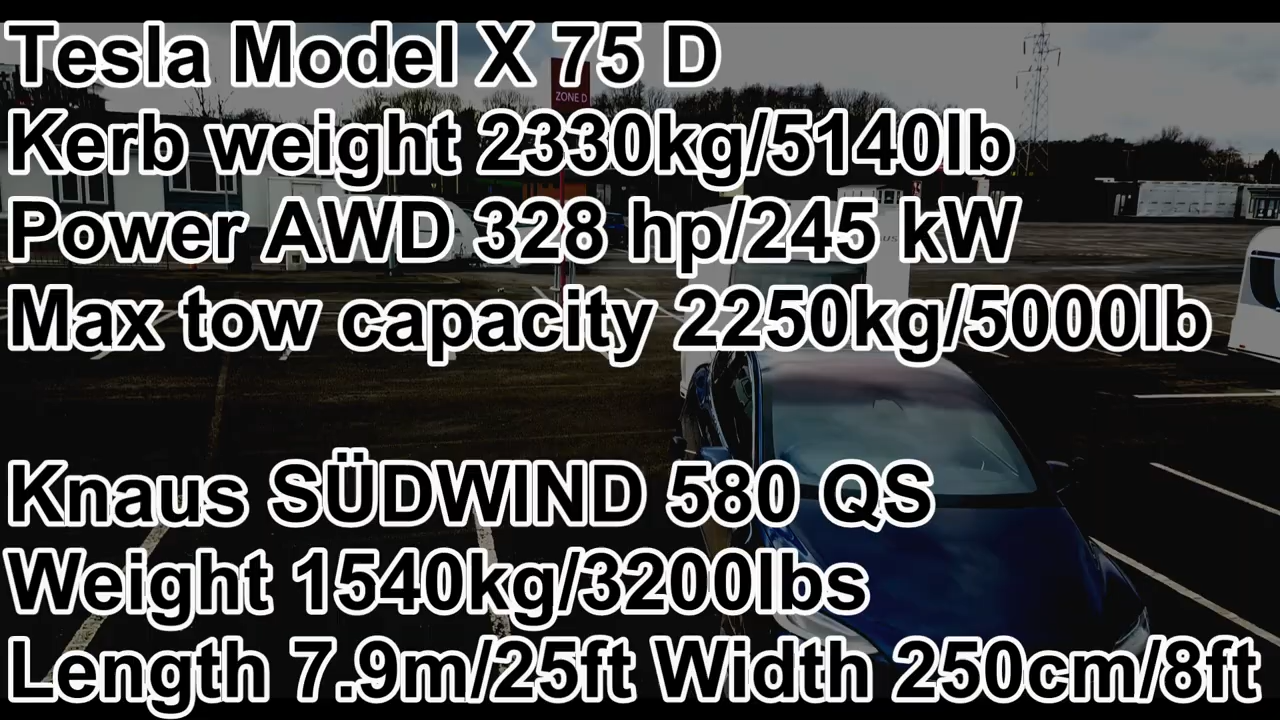 Tesla Model X 75 D
ZONE D
Kerb weight 2330kg/5140lb
Power AWD 328 hp/245 kW
Max tow capacity 2250kg/5000lb
Knaus SÜDWIND 580 QS
Weight 1540kg/3200lbs
Length 7.9m/25ft Width 250cm/8ft